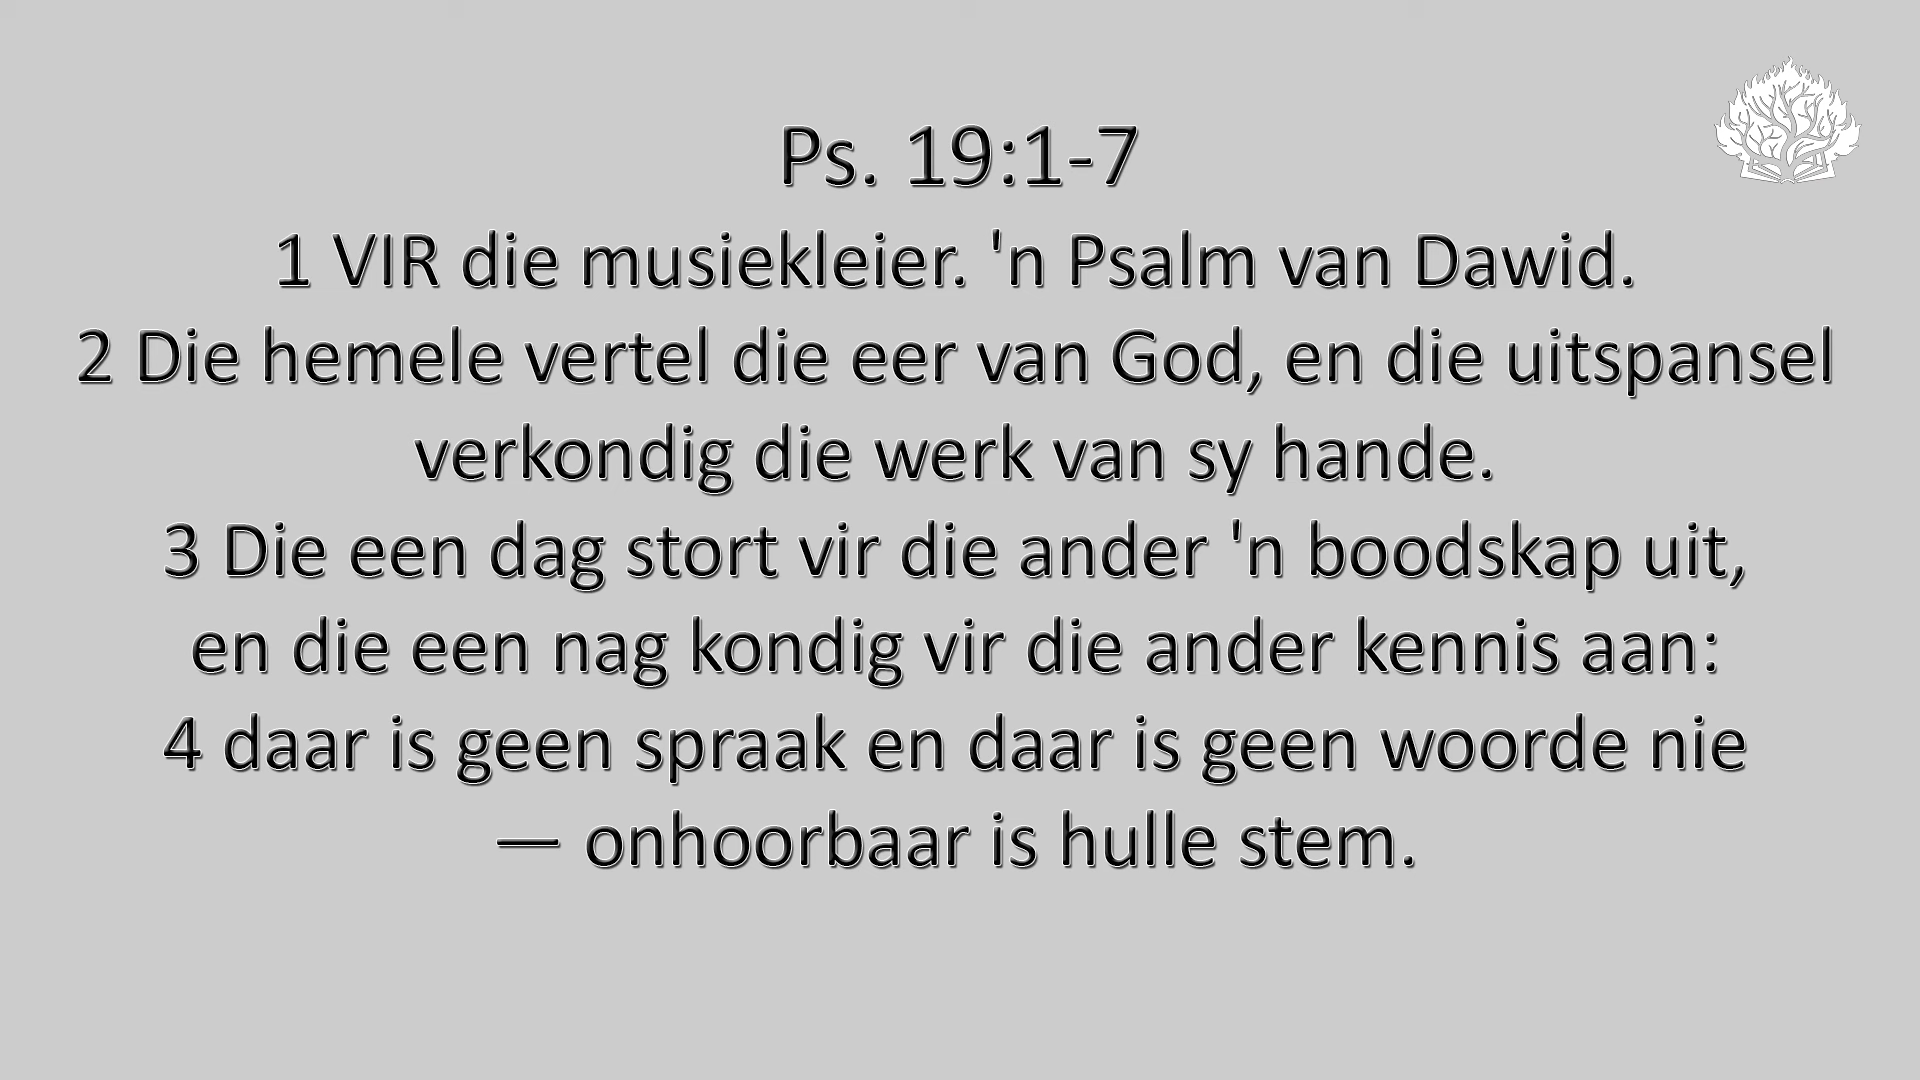 Ps. 19:1-7
1 VIR die musiekleier. 'n Psalm van Dawid.
2 Die hemele vertel die eer van God, en die uitspansel
verkondig die werk van sy hande.
3 Die een dag stort vir die ander 'n boodskap uit,
en die een nag kondig vir die ander kennis aan:
4 daar is geen spraak en daar is geen woorde nie
— onhoorbaar is hulle stem.